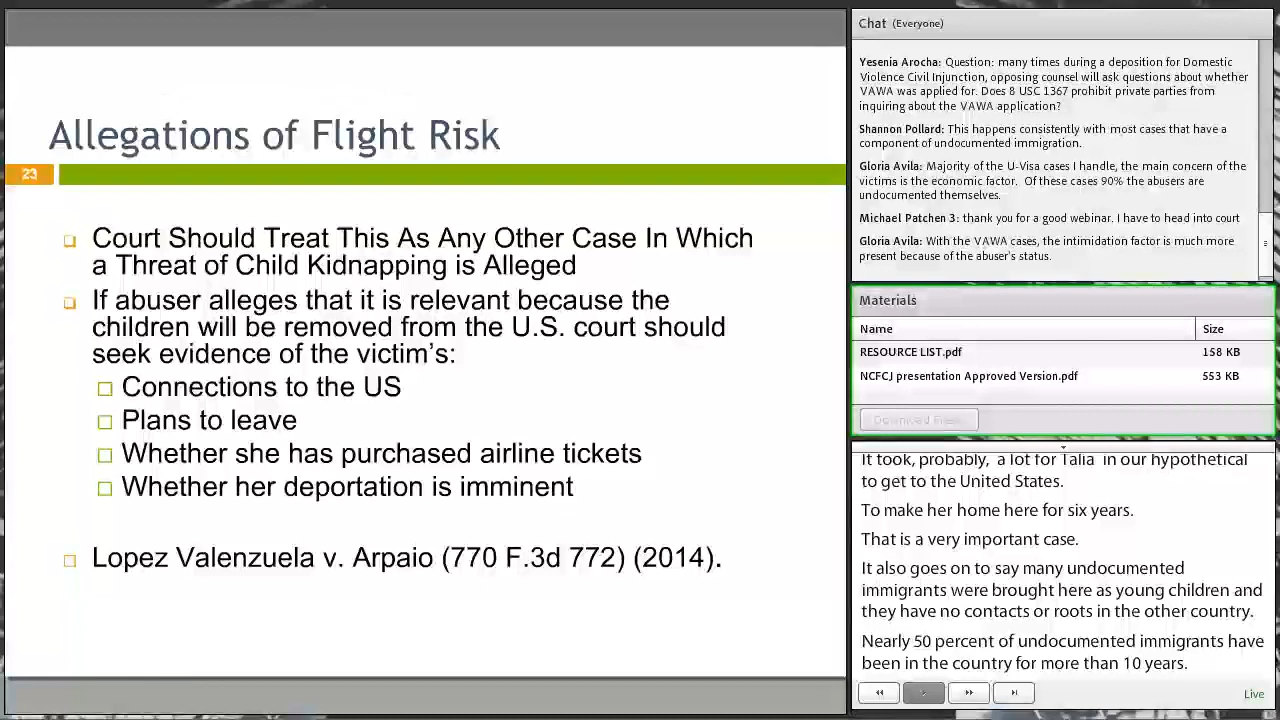 Allegations of Flight Risk
23
Court Should Treat This As Any Other Case In Which
a Threat of Child Kidnapping is Alleged
If abuser alleges that it is relevant because the
children will be removed from the U.S. court should
seek evidence of the victim's:
Connections to the US
Plans to leave
Whether she has purchased airline tickets
Whether her deportation is imminent
Lopez Valenzuela v. Arpaio (770 F.3d 772) (2014).
Chat (Everyone)
Yesenia Arocha: Question: many times during a deposition for Domestic
Violence Civil Injunction, opposing counsel will ask questions about whether
VAWA was applied for. Does 8 USC 1367 prohibit private parties from
inquiring about the VAWA application?
Shannon Pollard: This happens consistently with most cases that have a
component of undocumented immigration.
Gloria Avila: Majority of the U-Visa cases I handle, the main concern of the
victims is the economic factor. Of these cases 90% the abusers are
undocumented themselves.
Michael Patchen 3: thank you for a good webinar. I have to head into court
Gloria Avila: With the VAWA cases, the intimidation factor is much more
present because of the abuser's status.
Materials
Name Size
RESOURCE LIST.pdf 158 KB
NCFCJ presentation Approved Version.pdf 553 KB
Download File(s)
It took, probably, a lot for Talia in our hypothetical
to get to the United States.
To make her home here for six years.
That is a very important case.
It also goes on to say many undocumented
immigrants were brought here as young children and
they have no contacts or roots in the other country.
Nearly 50 percent of undocumented immigrants have
been in the country for more than 10 years.
Live